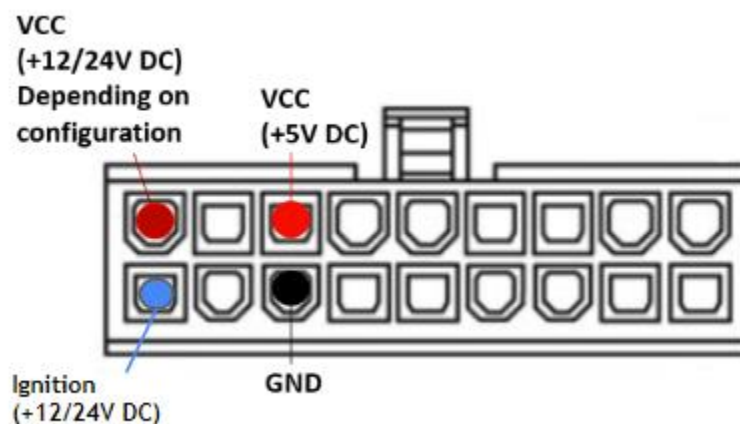 VCC
(+12/24V DC)
Depending on
configuration
VCC
(+5V DC)
Ignition
(+12/24V DC)
GND